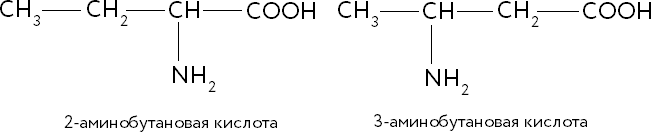 CH3 CH2 CH COOH CH3 CH CH2 COOH
NH2 NH2
2-аминобутановая кислота 3-аминобутановая кислота